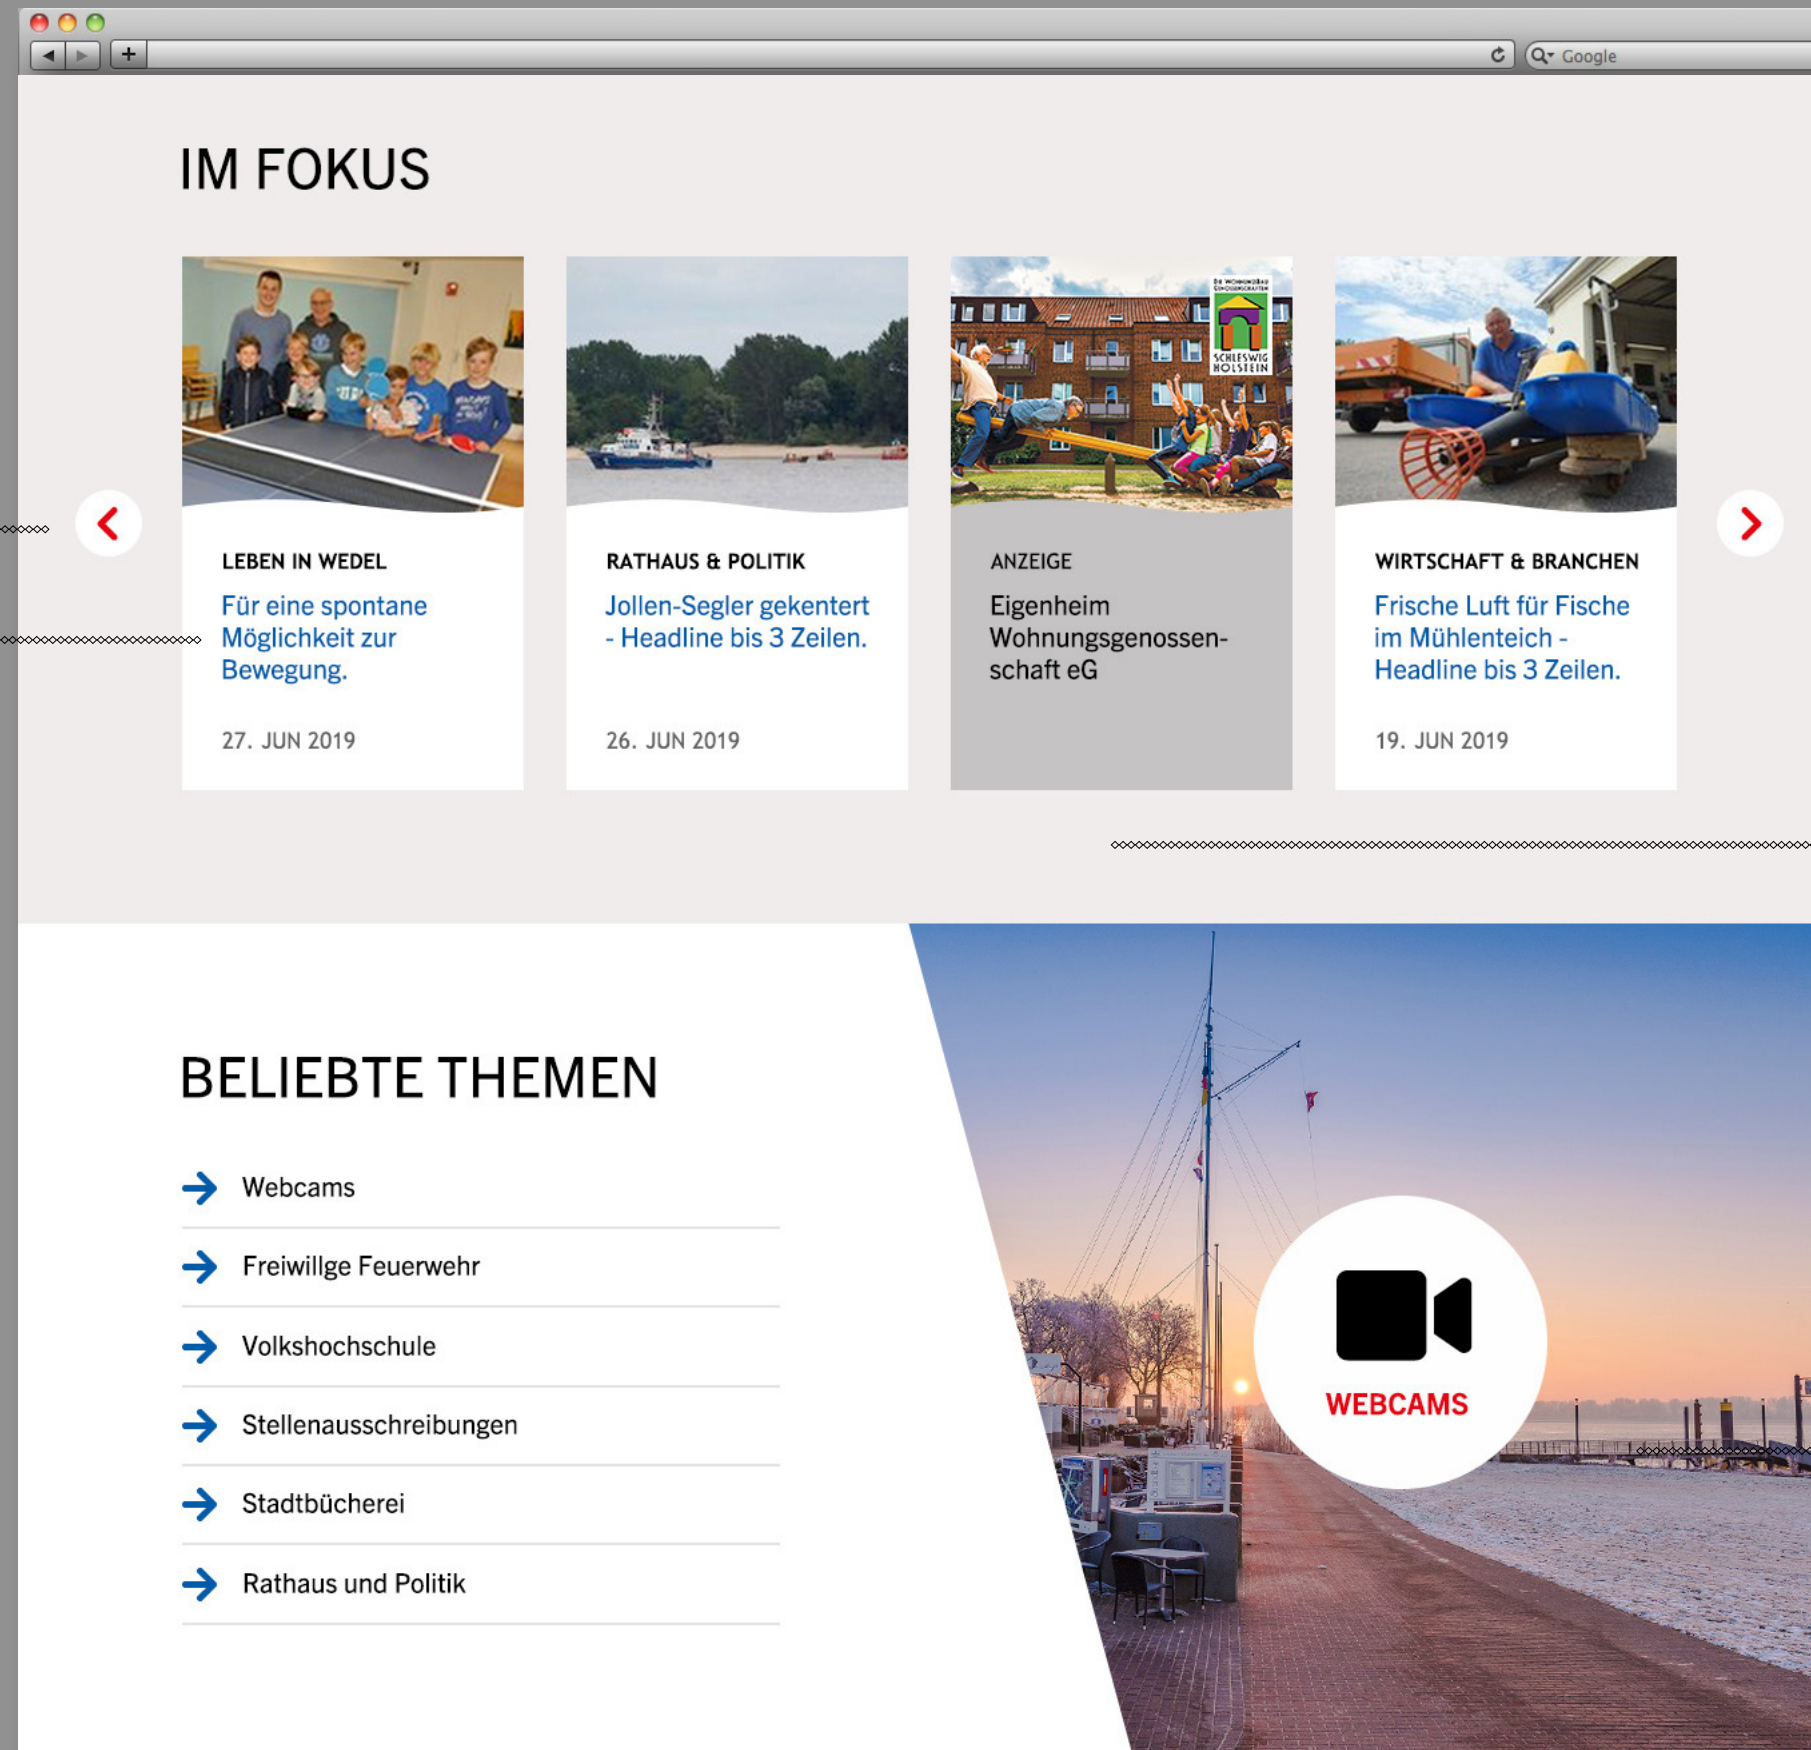 Google
IM FOKUS
DIE WOHNUNGSBAU
GENOSSENSCHAFTEN
SCHLESWIG
HOLSTEIN
LEBEN IN WEDEL
Für eine spontane
Möglichkeit zur
Bewegung.
27. JUN 2019
RATHAUS & POLITIK
Jollen-Segler gekentert
- Headline bis 3 Zeilen.
26. JUN 2019
ANZEIGE
Eigenheim
Wohnungsgenossen-
schaft eG
WIRTSCHAFT & BRANCHEN
Frische Luft für Fische
im Mühlenteich -
Headline bis 3 Zeilen.
19. JUN 2019
BELIEBTE THEMEN
Webcams
Freiwillge Feuerwehr
Volkshochschule
Stellenausschreibungen
Stadtbücherei
Rathaus und Politik
WEBCAMS